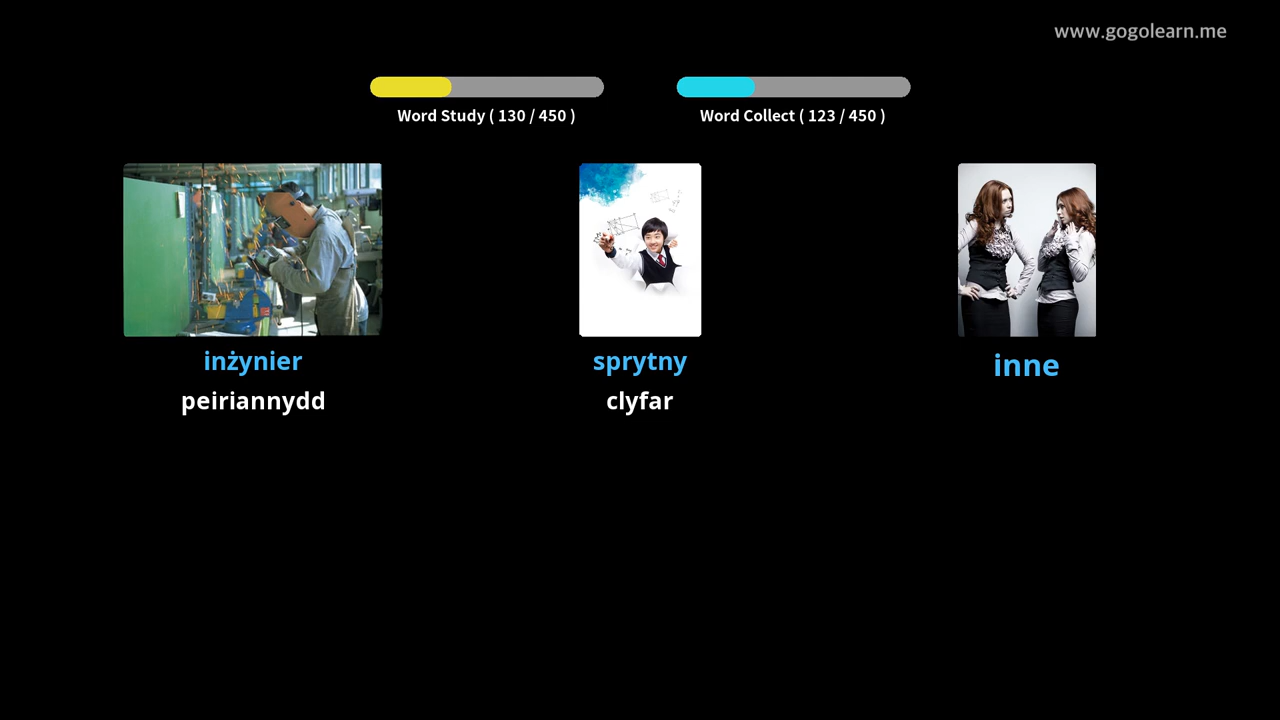 www.gogolearn.me
Word Study ( 130 / 450 )
Word Collect ( 123 / 450 )
inżynier
peiriannydd
sprytny
clyfar
inne